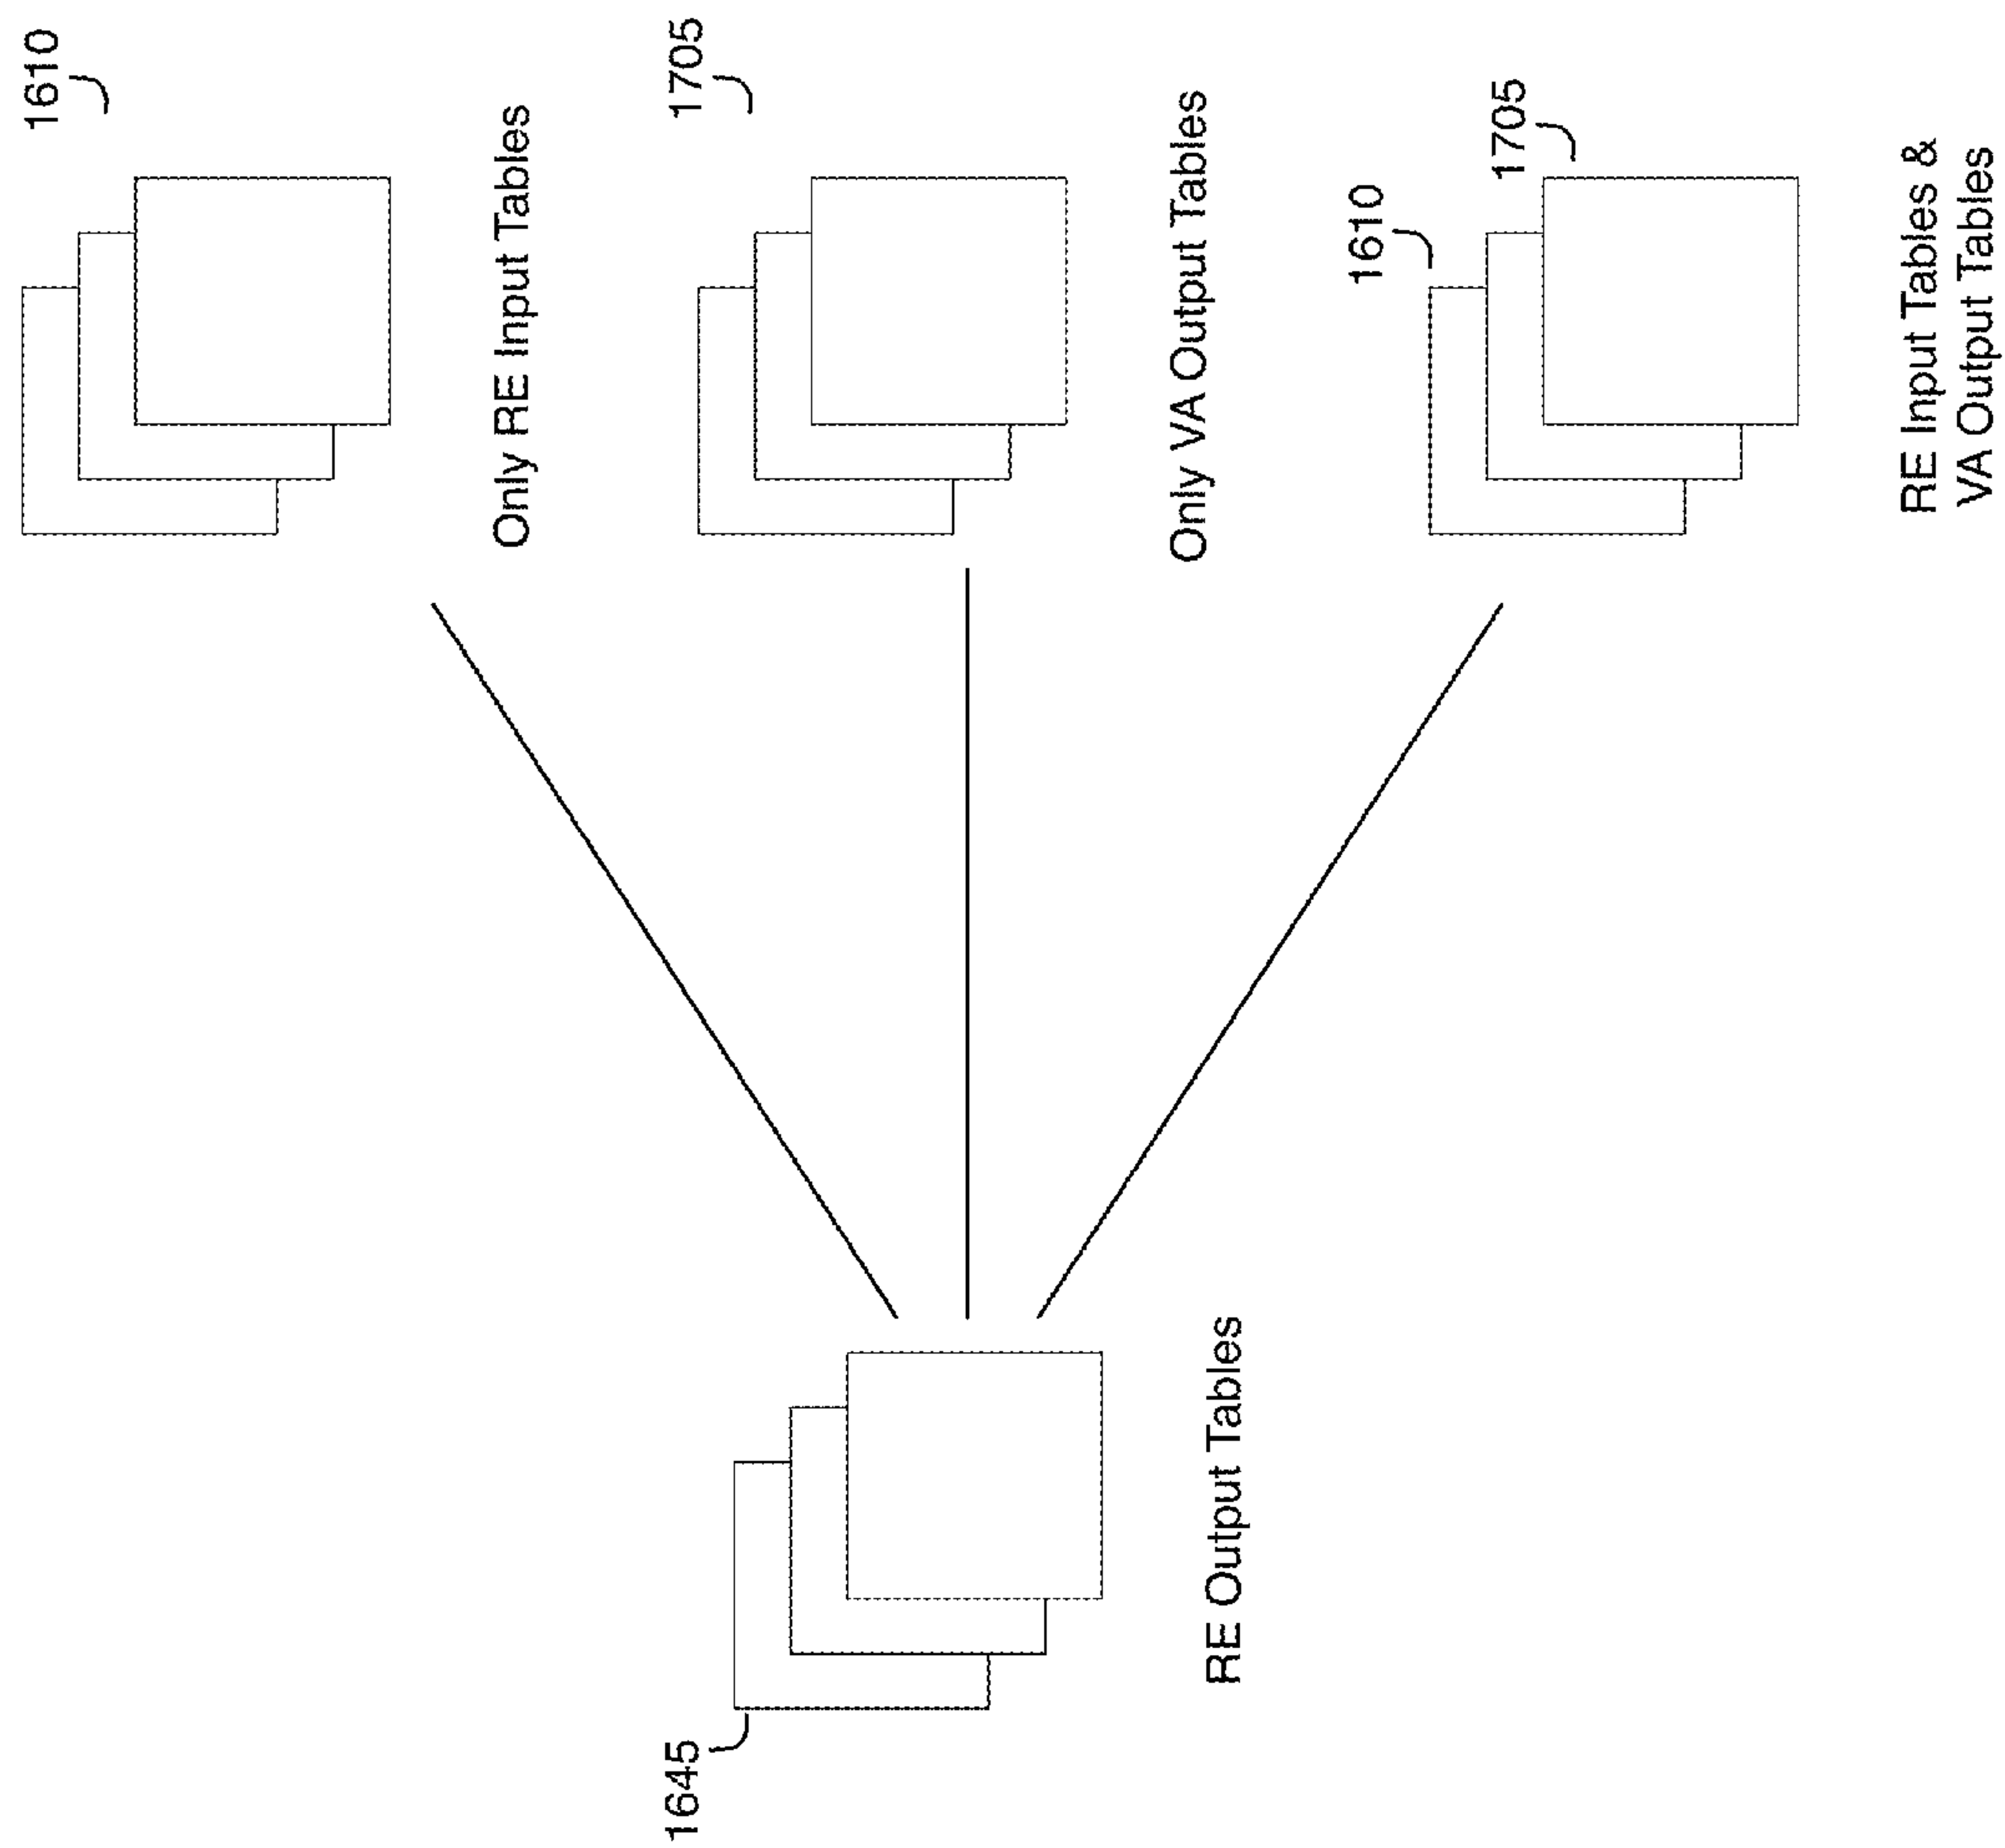 1610
Only RE Input Tables
1705
Only VA Output Tables
1645
RE Output Tables
1610
1705
RE Input Tables &
VA Output Tables